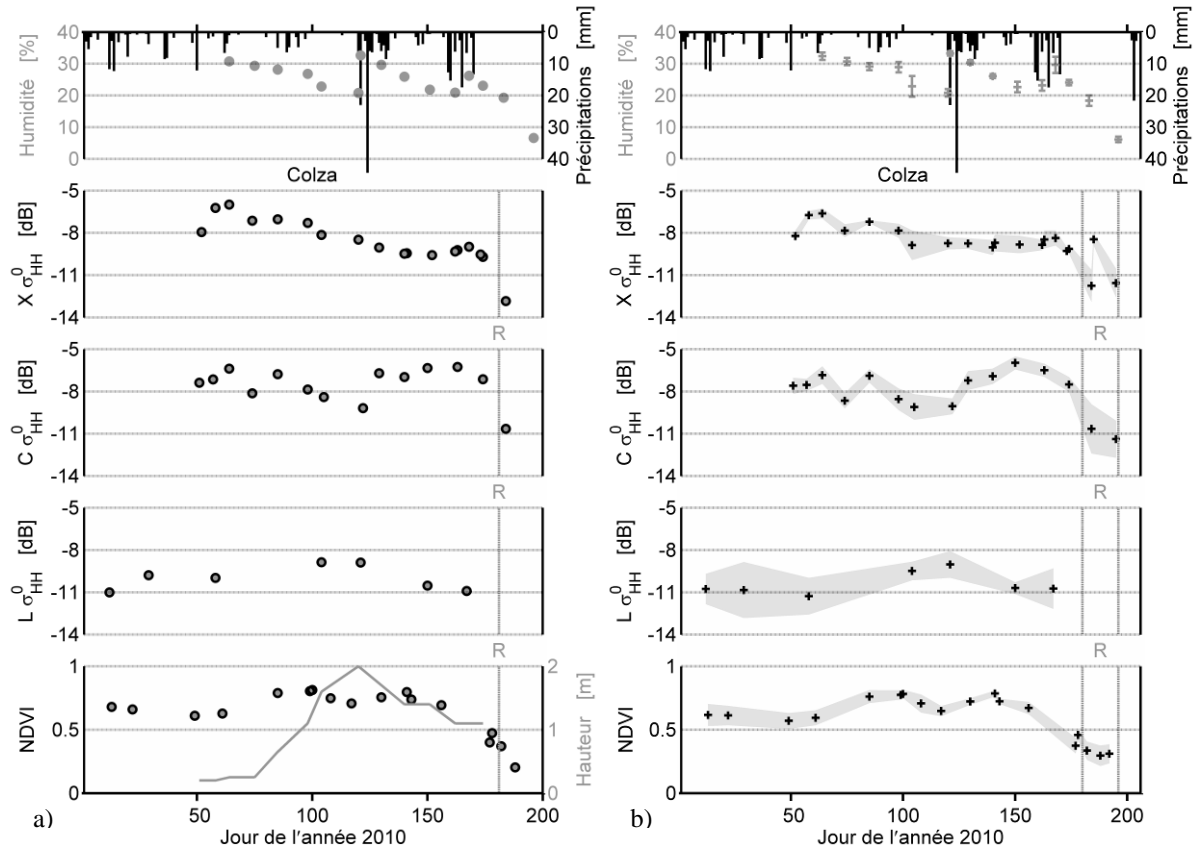 40
30
20
10
0
Humidité [%]
0
10
20
30
40
Précipitations [mm]
40
30
20
10
0
Humidité [%]
0
10
20
30
40
Précipitations [mm]
Colza
-5
-8
-11
-14
X σ⁰HH [dB]
R
-5
-8
-11
-14
X σ⁰HH [dB]
R
-5
-8
-11
-14
C σ⁰HH [dB]
R
-5
-8
-11
-14
C σ⁰HH [dB]
R
-5
-8
-11
-14
L σ⁰HH [dB]
R
-5
-8
-11
-14
L σ⁰HH [dB]
R
1
0.5
0
NDVI
2
1
0
Hauteur [m]
50 100 150 200
Jour de l'année 2010
a)
1
0.5
0
NDVI
50 100 150 200
Jour de l'année 2010
b)